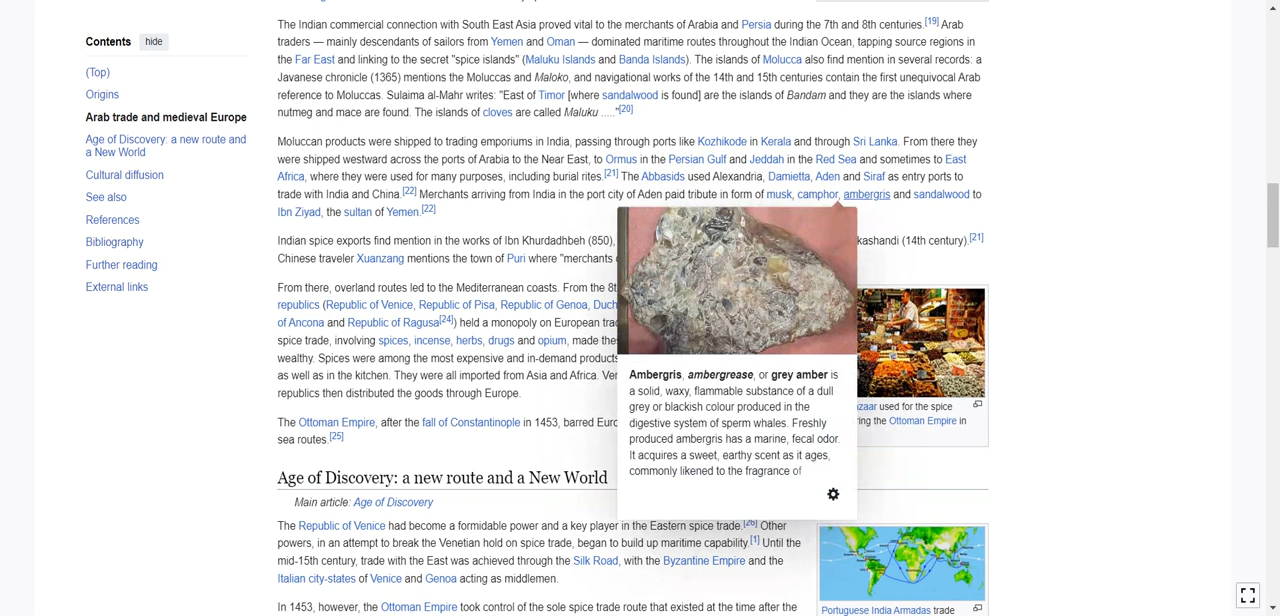 The Indian commercial connection with South East Asia proved vital to the merchants of Arabia and Persia during the 7th and 8th centuries.[19] Arab
traders — mainly descendants of sailors from Yemen and Oman — dominated maritime routes throughout the Indian Ocean, tapping source regions in
the Far East and linking to the secret "spice islands" (Maluku Islands and Banda Islands). The islands of Molucca also find mention in several records: a
Javanese chronicle (1365) mentions the Moluccas and Maloko, and navigational works of the 14th and 15th centuries contain the first unequivocal Arab
reference to Moluccas. Sulaima al-Mahr writes: "East of Timor [where sandalwood is found] are the islands of Bandam and they are the islands where
nutmeg and mace are found. The islands of cloves are called Maluku ....."[20]
Contents hide
(Top)
Origins
Arab trade and medieval Europe
Age of Discovery: a new route and
a New World
Cultural diffusion
See also
References
Bibliography
Further reading
External links
Moluccan products were shipped to trading emporiums in India, passing through ports like Kozhikode in Kerala and through Sri Lanka. From there they
were shipped westward across the ports of Arabia to the Near East, to Ormus in the Persian Gulf and Jeddah in the Red Sea and sometimes to East
Africa, where they were used for many purposes, including burial rites.[21] The Abbasids used Alexandria, Damietta, Aden and Siraf as entry ports to
trade with India and China.[22] Merchants arriving from India in the port city of Aden paid tribute in form of musk, camphor, ambergris and sandalwood to
Ibn Ziyad, the sultan of Yemen.[22]
Indian spice exports find mention in the works of Ibn Khurdadhbeh (850), kashandi (14th century).[21]
Chinese traveler Xuanzang mentions the town of Puri where "merchants
From there, overland routes led to the Mediterranean coasts. From the 8t
republics (Republic of Venice, Republic of Pisa, Republic of Genoa, Duch
of Ancona and Republic of Ragusa[24]) held a monopoly on European trad
spice trade, involving spices, incense, herbs, drugs and opium, made the
wealthy. Spices were among the most expensive and in-demand products
as well as in the kitchen. They were all imported from Asia and Africa. Ver
republics then distributed the goods through Europe.
The Ottoman Empire, after the fall of Constantinople in 1453, barred Euro
sea routes.[25]
Ambergris, ambergrease, or grey amber is
a solid, waxy, flammable substance of a dull
grey or blackish colour produced in the
digestive system of sperm whales. Freshly
produced ambergris has a marine, fecal odor.
It acquires a sweet, earthy scent as it ages,
commonly likened to the fragrance of
zaar used for the spice
ring the Ottoman Empire in
Age of Discovery: a new route and a New World
Main article: Age of Discovery
The Republic of Venice had become a formidable power and a key player in the Eastern spice trade.[26] Other
powers, in an attempt to break the Venetian hold on spice trade, began to build up maritime capability.[1] Until the
mid-15th century, trade with the East was achieved through the Silk Road, with the Byzantine Empire and the
Italian city-states of Venice and Genoa acting as middlemen.
In 1453, however, the Ottoman Empire took control of the sole spice trade route that existed at the time after the
Portuguese India Armadas trade